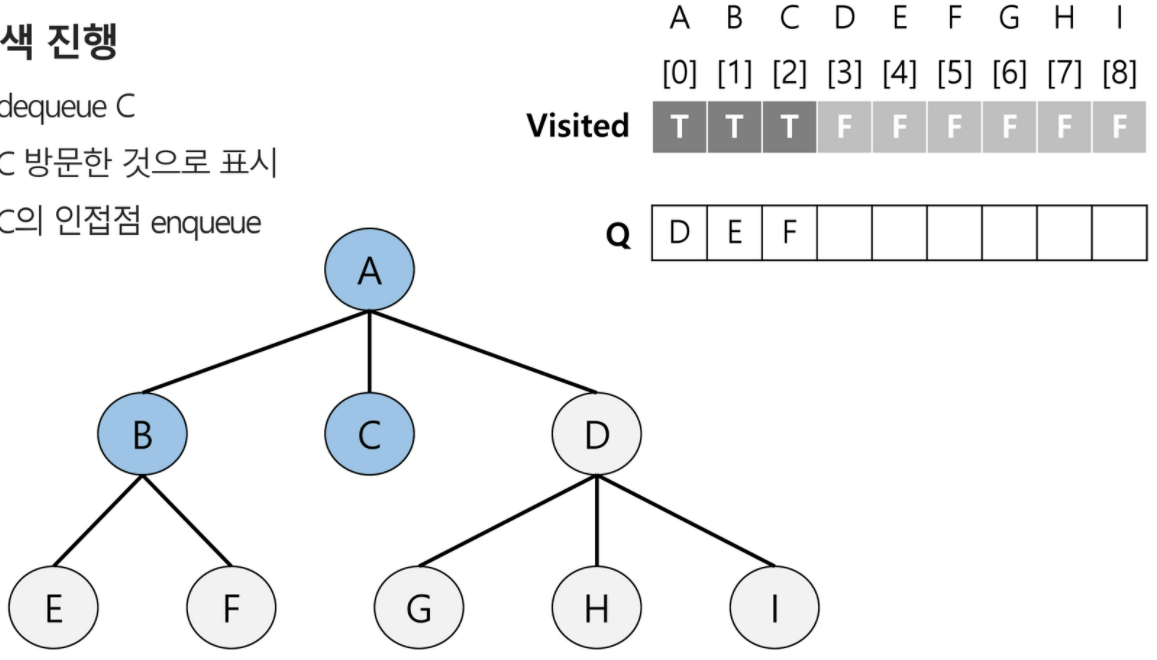 색 진행
dequeue C
C 방문한 것으로 표시
C의 인접점 enqueue
A B C D E F G H I
[0] [1] [2] [3] [4] [5] [6] [7] [8]
Visited T T T F F F F F F
Q D E F
A
B C D
E F G H I